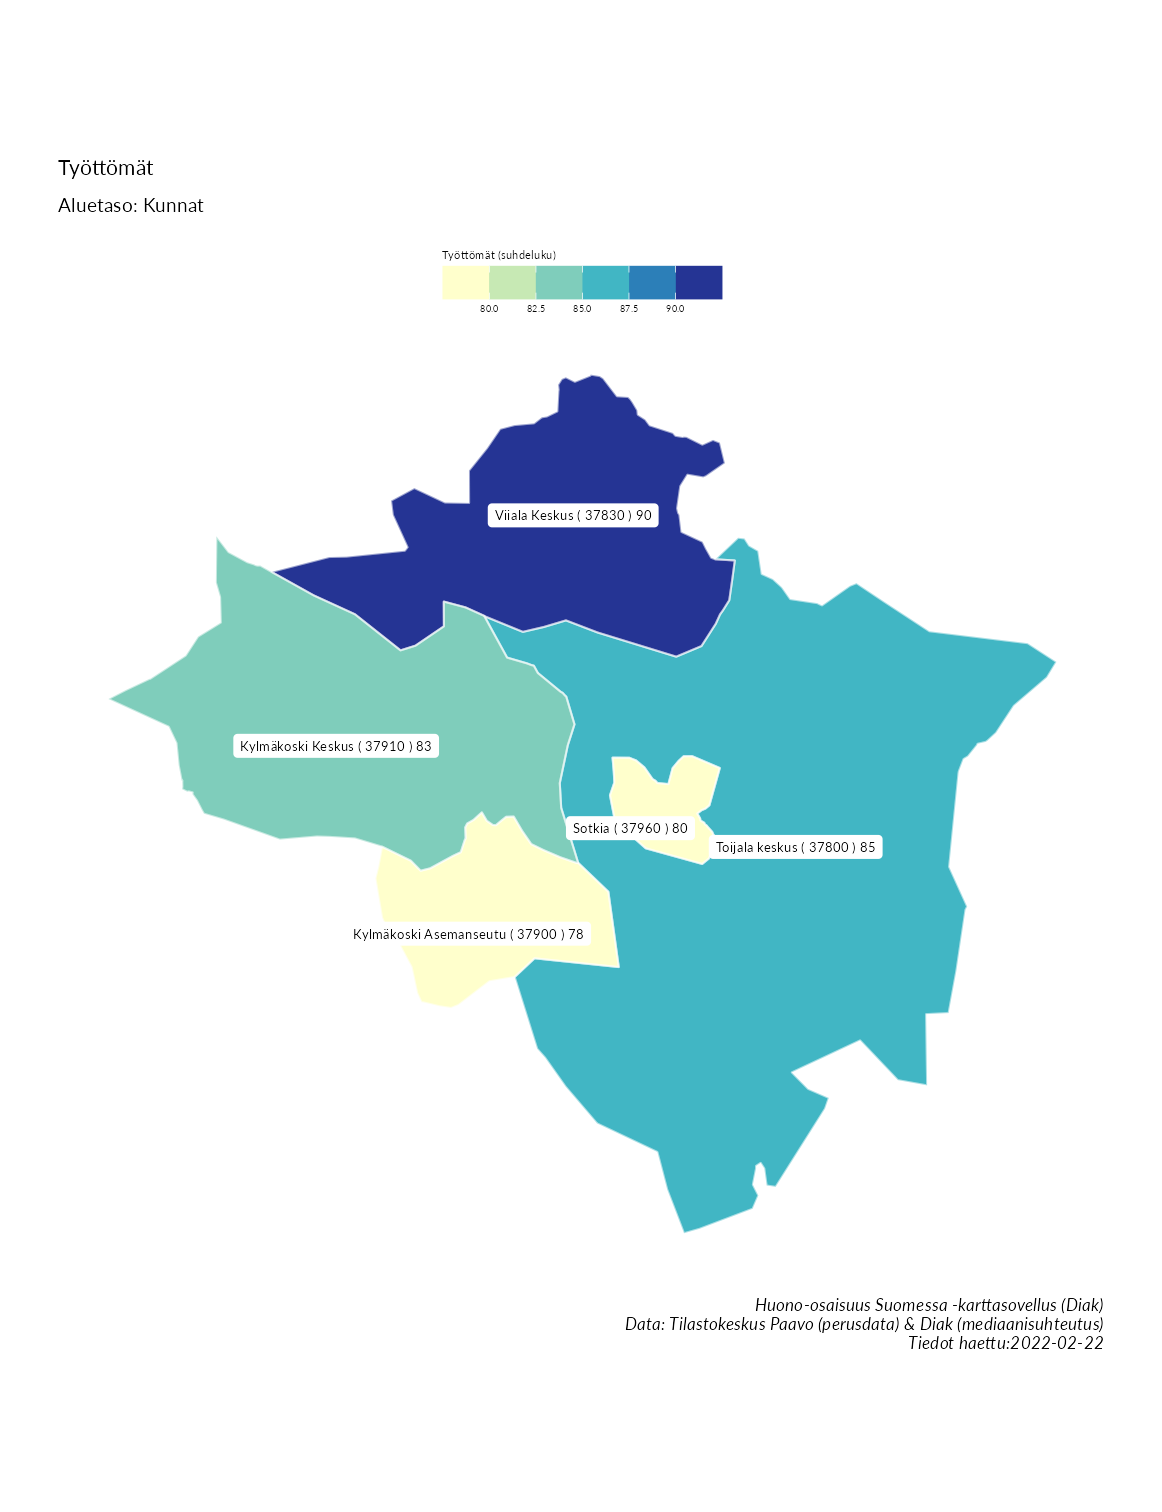 Työttömät
Aluetaso: Kunnat
Työttömät (suhdeluku)
80.0 82.5 85.0 87.5 90.0
Viiala Keskus ( 37830 ) 90
Kylmäkoski Keskus ( 37910 ) 83
Sotkia ( 37960 ) 80
Toijala keskus ( 37800 ) 85
Kylmäkoski Asemanseutu ( 37900 ) 78
Huono-osaisuus Suomessa -karttasovellus (Diak)
Data: Tilastokeskus Paavo (perusdata) & Diak (mediaanisuhteutus)
Tiedot haettu:2022-02-22